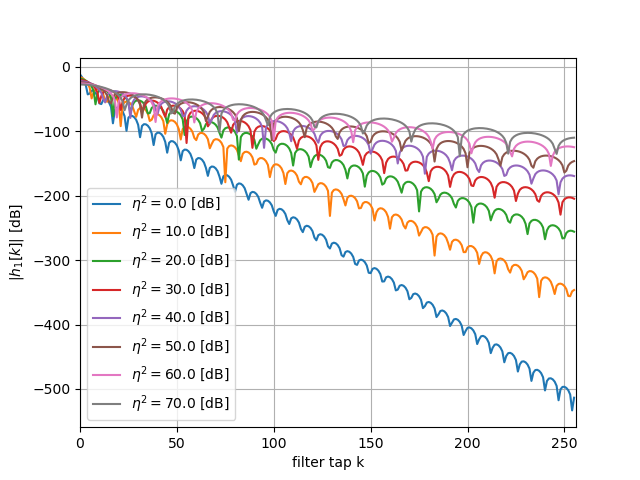 0
−100
−200
−300
−400
−500
|h₁[k]| [dB]
η² = 0.0 [dB]
η² = 10.0 [dB]
η² = 20.0 [dB]
η² = 30.0 [dB]
η² = 40.0 [dB]
η² = 50.0 [dB]
η² = 60.0 [dB]
η² = 70.0 [dB]
0 50 100 150 200 250
filter tap k